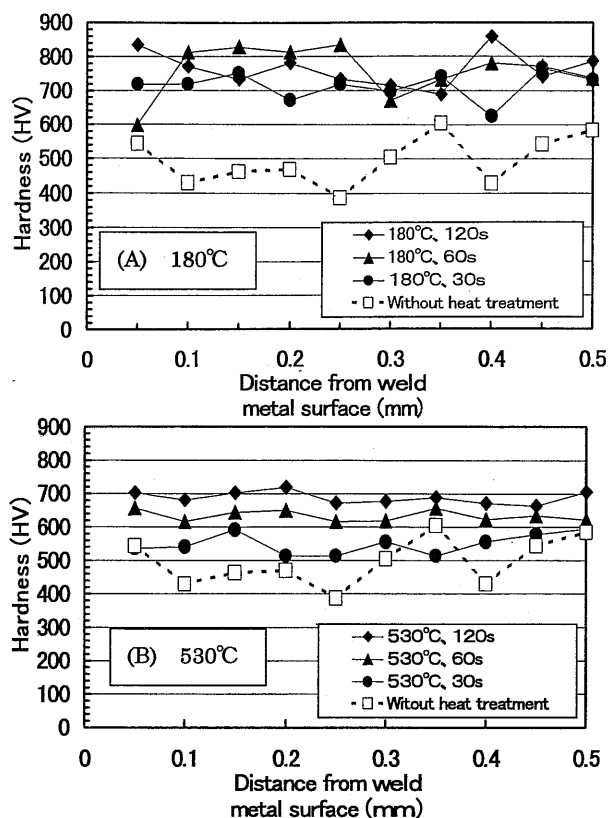 900
800
700
600
500
400
300
200
100
0
Hardness (HV)
(A) 180℃
180℃、120s
180℃、60s
180℃、30s
Without heat treatment
0 0.1 0.2 0.3 0.4 0.5
Distance from weld
metal surface (mm)
900
800
700
600
500
400
300
200
100
0
Hardness (HV)
(B) 530℃
530℃、120s
530℃、60s
530℃、30s
Witout heat treatment
0 0.1 0.2 0.3 0.4 0.5
Distance from weld
metal surface (mm)